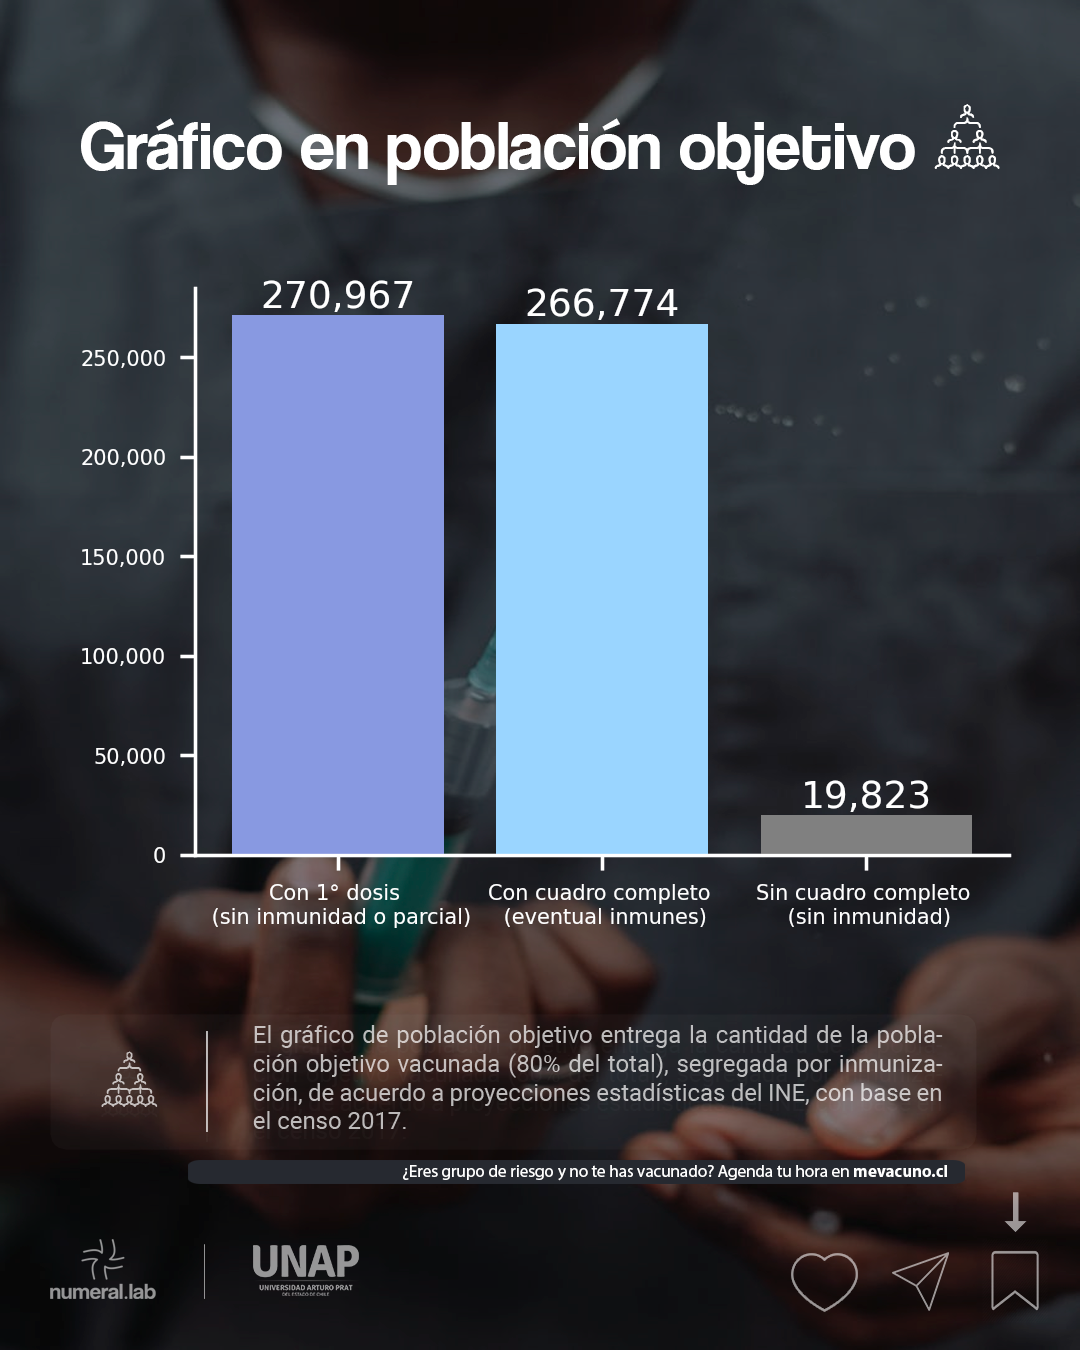 Gráfico en población objetivo
270,967
266,774
250,000
200,000
150,000
100,000
50,000
19,823
0
Con 1° dosis
(sin inmunidad o parcial)
Con cuadro completo
(eventual inmunes)
Sin cuadro completo
(sin inmunidad)
El gráfico de población objetivo entrega la cantidad de la pobla-
ción objetivo vacunada (80% del total), segregada por inmuniza-
ción, de acuerdo a proyecciones estadísticas del INE, con base en
el censo 2017.
¿Eres grupo de riesgo y no te has vacunado? Agenda tu hora en mevacuno.cl
numeral.lab
UNAP
UNIVERSIDAD ARTURO PRAT
DEL ESTADO DE CHILE